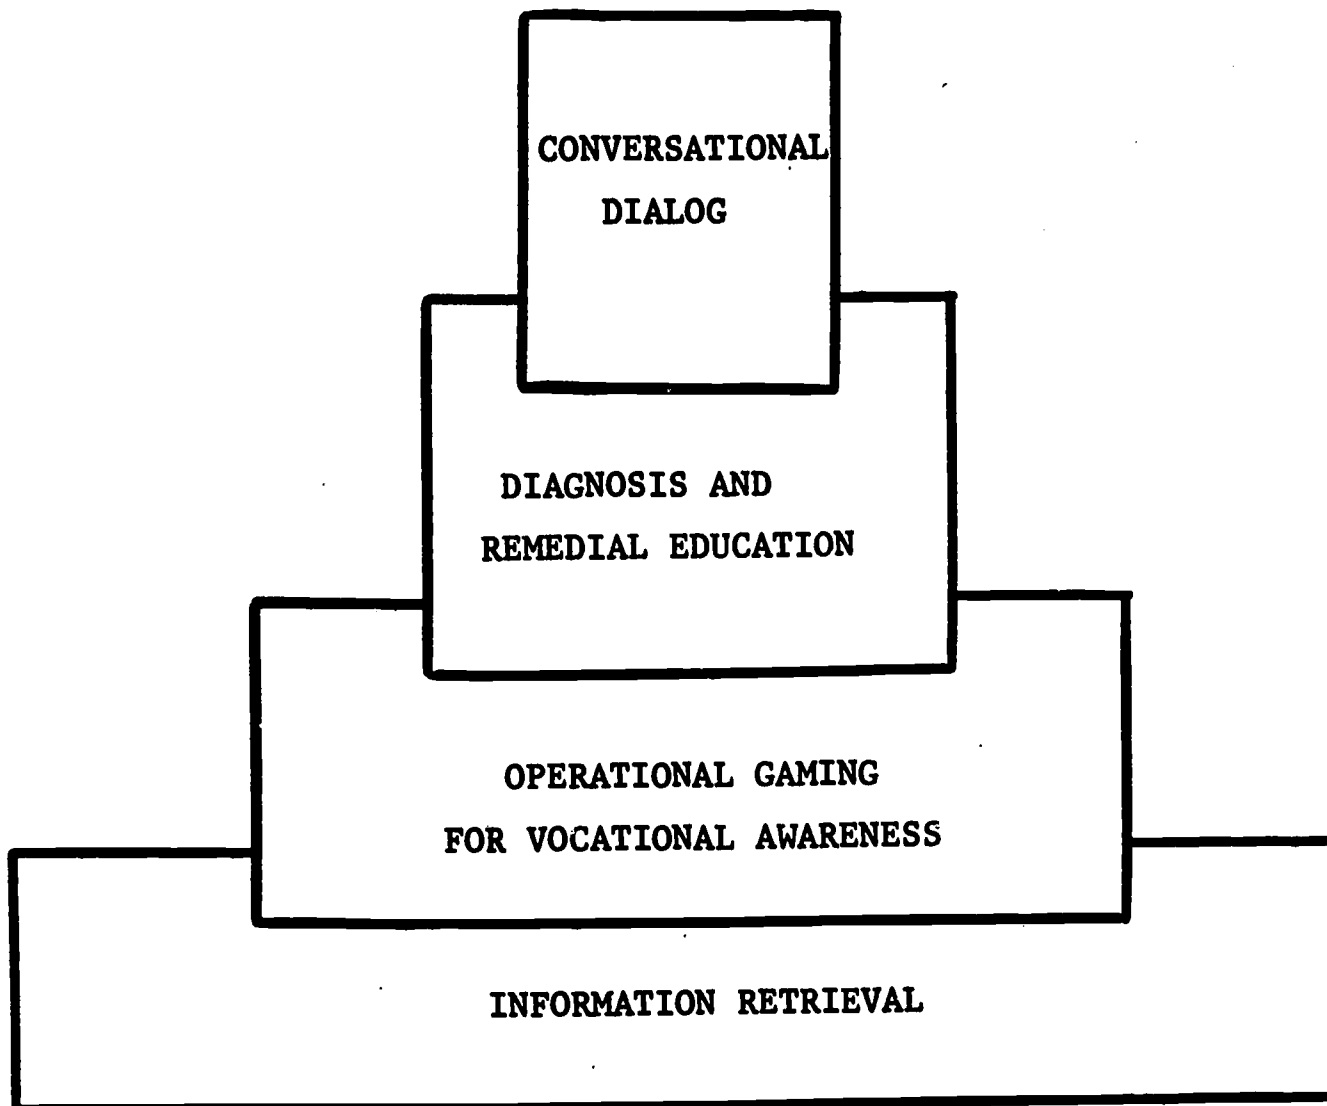 CONVERSATIONAL
DIALOG
DIAGNOSIS AND
REMEDIAL EDUCATION
OPERATIONAL GAMING
FOR VOCATIONAL AWARENESS
INFORMATION RETRIEVAL